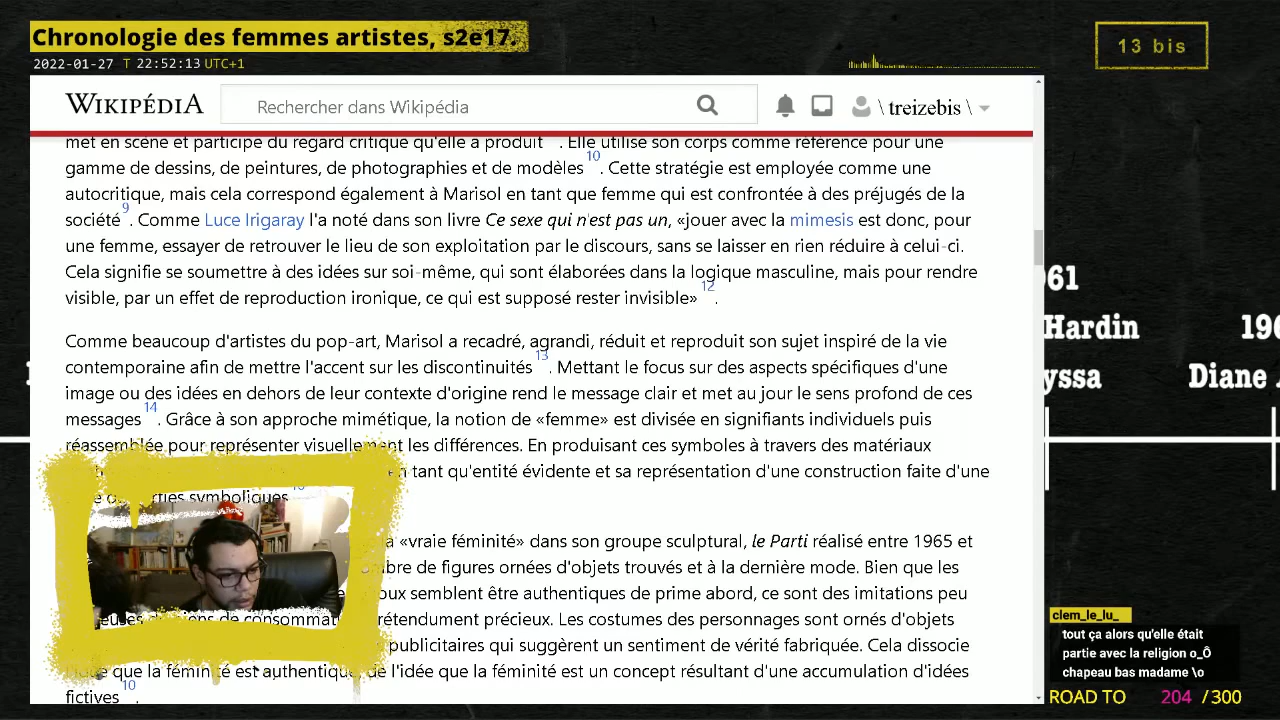 Chronologie des femmes artistes, s2e17.
2022-01-27 T 22:52:13 UTC+1
13 bis
WIKIPÉDIA
Rechercher dans Wikipédia
\ treizebis \
met en scène et participe du regard critique qu'elle a produit . Elle utilise son corps comme référence pour une
gamme de dessins, de peintures, de photographies et de modèles 10. Cette stratégie est employée comme une
autocritique, mais cela correspond également à Marisol en tant que femme qui est confrontée à des préjugés de la
société 9. Comme Luce Irigaray l'a noté dans son livre Ce sexe qui n'est pas un, «jouer avec la mimesis est donc, pour
une femme, essayer de retrouver le lieu de son exploitation par le discours, sans se laisser en rien réduire à celui-ci.
Cela signifie se soumettre à des idées sur soi-même, qui sont élaborées dans la logique masculine, mais pour rendre
visible, par un effet de reproduction ironique, ce qui est supposé rester invisible» 12.
Comme beaucoup d'artistes du pop-art, Marisol a recadré, agrandi, réduit et reproduit son sujet inspiré de la vie
contemporaine afin de mettre l'accent sur les discontinuités 13. Mettant le focus sur des aspects spécifiques d'une
image ou des idées en dehors de leur contexte d'origine rend le message clair et met au jour le sens profond de ces
messages 14. Grâce à son approche mimétique, la notion de «femme» est divisée en signifiants individuels puis
réassemblée pour représenter visuellement les différences. En produisant ces symboles à travers des matériaux
tant qu'entité évidente et sa représentation d'une construction faite d'une
symboliques
«vraie féminité» dans son groupe sculptural, le Parti réalisé entre 1965 et
de figures ornées d'objets trouvés et à la dernière mode. Bien que les
semblent être authentiques de prime abord, ce sont des imitations peu
de consommat rétendument précieux. Les costumes des personnages sont ornés d'objets
publicitaires qui suggèrent un sentiment de vérité fabriquée. Cela dissocie
que la féminité est authentique, de l'idée que la féminité est un concept résultant d'une accumulation d'idées
fictives 10.
61
Hardin
yssa
190
Diane
clem_le_lu_
tout ça alors qu'elle était
partie avec la religion o_Ô
chapeau bas madame \o
ROAD TO 204 /300